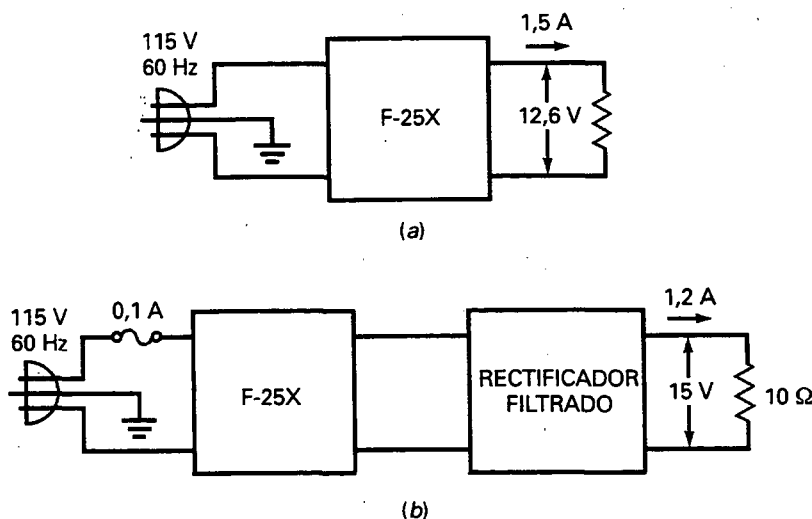 115 V
60 Hz
F-25X
1,5 A
12,6 V
(a)
115 V
60 Hz
0,1 A
F-25X
RECTIFICADOR
FILTRADO
1,2 A
15 V
10 Ω
(b)